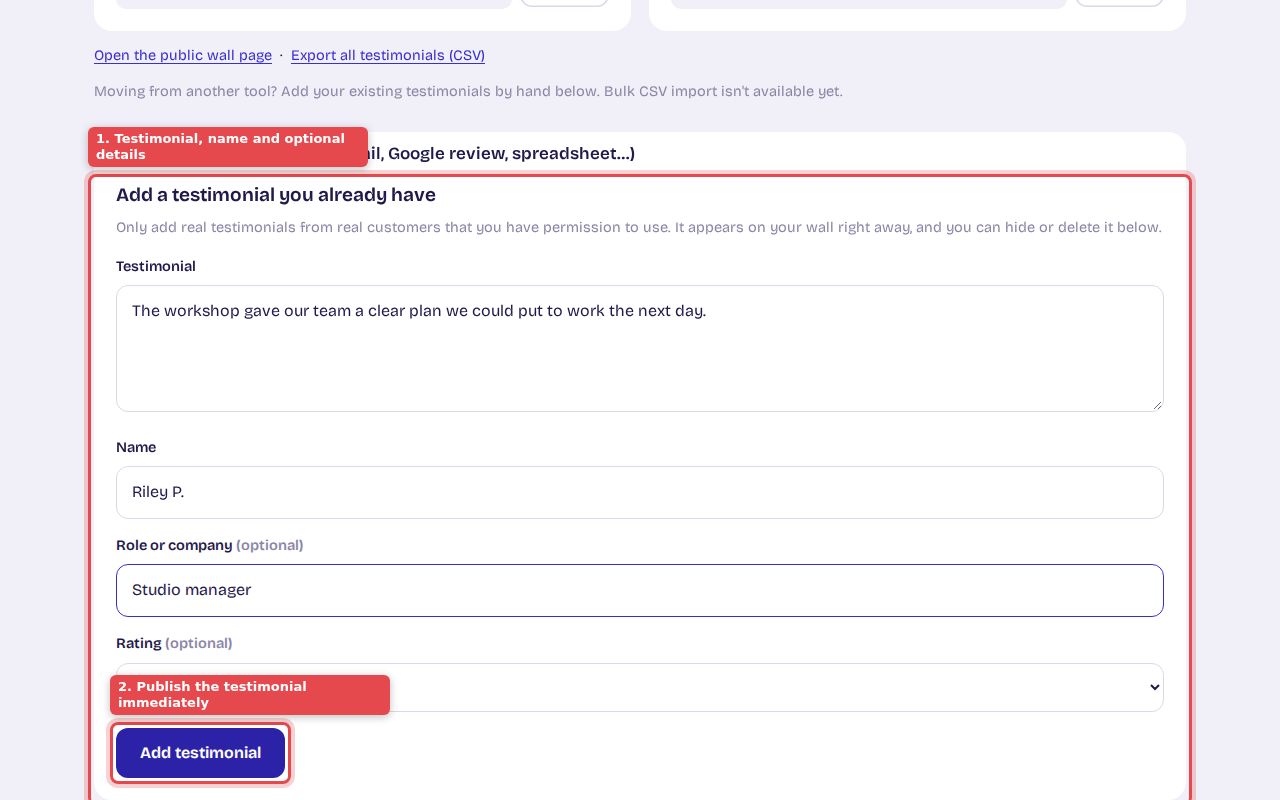 Open the public wall page · Export all testimonials (CSV)
Moving from another tool? Add your existing testimonials by hand below. Bulk CSV import isn't available yet.
1. Testimonial, name and optional
details
Google review, spreadsheet...)
Add a testimonial you already have
Only add real testimonials from real customers that you have permission to use. It appears on your wall right away, and you can hide or delete it below.
Testimonial
The workshop gave our team a clear plan we could put to work the next day.
Name
Riley P.
Role or company (optional)
Studio manager
Rating (optional)
2. Publish the testimonial
immediately
Add testimonial